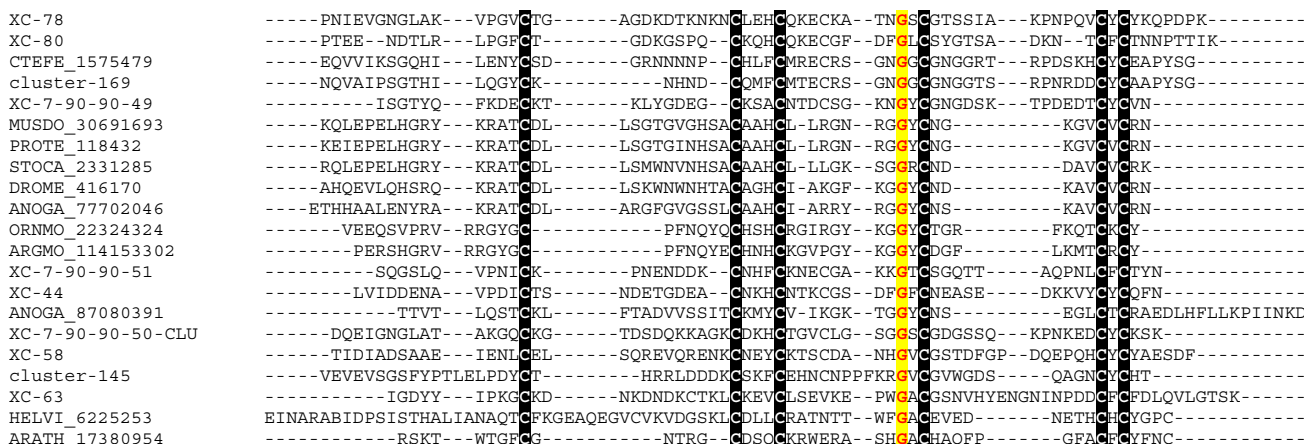 XC-78 -----PNIEVGNGLAK---VPGVCTG--------AGDKDTKNKNCLEHCQKECKA--TNGSCGTSSIA---KPNPQVCYCYKQPDPK---------
XC-80 -----PTEE--NDTLR---LPGFCT---------GDKGSPQ--CKQHCQKECGF--DFGLCSYGTSA---DKN--TCFCTNNPTTIK--------
CTEFE_1575479 -----EQVVIKSGQHI---LENYCSD--------GRNNNNP--CHLFCMRECRS--GNGGCGNGGRT---RPDSKHCYCEAPYSG----------
cluster-169 -----NQVAIPSGTHI---LQGYCK-----------NHND--CQMFCMTECRS--GNGGCGNGGTS---RPNRDDCYCAAPYSG----------
XC-7-90-90-49 ----------ISGTYQ---FKDECKT--------KLYGDEG--CKSACNTDCSG--KNGYCGNGDSK---TPDEDTCYCVN--------------
MUSDO_30691693 -----KQLEPELHGRY---KRATCDL-------LSGTGVGHSACAAHCL-LRGN--RGGYCNG----------KGVCVCRN--------------
PROTE_118432 -----KEIEPELHGRY---KRATCDL-------LSGTGINHSACAAHCL-LRGN--RGGYCNG----------KGVCVCRN--------------
STOCA_2331285 -----RQLEPELHGRY---KRATCDL-------LSMWNVNHSACAAHCL-LLGK--SGGRCND----------DAVCVCRK--------------
DROME_416170 -----AHQEVLQHSRQ---KRATCDL-------LSKWNWNHTACAGHCI-AKGF--KGGYCND----------KAVCVCRN--------------
ANOGA_77702046 ----ETHHAALENYRA---KRATCDL-------ARGFGVGSSLCAAHCI-ARRY--RGGYCNS----------KAVCVCRN--------------
ORNMO_22324324 -------VEEQSVPRV--RRGYGC------------PFNQYQCHSHCRGIRGY--KGGYCTGR---------FKQTCKCY---------------
ARGMO_114153302 --------PERSHGRV--RRGYGC------------PFNQYECHNHCKGVPGY--KGGYCDGF---------LKMTCRCY---------------
XC-7-90-90-51 ----------SQGSLQ---VPNICK---------PNENDDK--CNHFCKNECGA--KKGTCSGQTT-----AQPNLCFCTYN-------------
XC-44 --------LVIDDENA---VPDICTS-------NDETGDEA--CNKHCNTKCGS--DFGFCNEASE-----DKKVYCYCQFN-------------
ANOGA_87080391 ------------TTVT---LQSTCKL-------FTADVVSSITCKMYCV-IKGK--TGGYCNS----------EGLCTCRAEDLHFLLKPIINKD
XC-7-90-90-50-CLU ------DQEIGNGLAT---AKGQCKG-------TDSDQKKAGKCDKHCTGVCLG--SGGSCGDGSSQ---KPNKEDCYCKSK-------------
XC-58 -------TIDIADSAAE---IENLCEL-------SQREVQRENKCNEYCKTSCDA--NHGVCGSTDFGP--DQEPQHCYCYAESDF---------
cluster-145 -----VEVEVSGSFYPTLELPDYCT---------HRRLDDDKCSKFCEHNCNPPFKRGVCGVWGDS-----QAGNCYCHT---------------
XC-63 -----------IGDYY---IPKGCKD-------NKDNDKCTKLCKEVCLSEVKE--PWGACGSNVHYENGNINPDDCFCFDLQVLGTSK------
HELVI_6225253 EINARABIDPSISTHALIANAQTCFKGEAQEGVCVKVDGSKLCDLLCRATNTT--WFGACEVED------NETHCHCYGPC--------------
ARATH_17380954 ------------RSKT---WTGFCG---------NTRG--CDSQCKRWERA--SHGACHAQFP-------GFACFCYFNC---------------